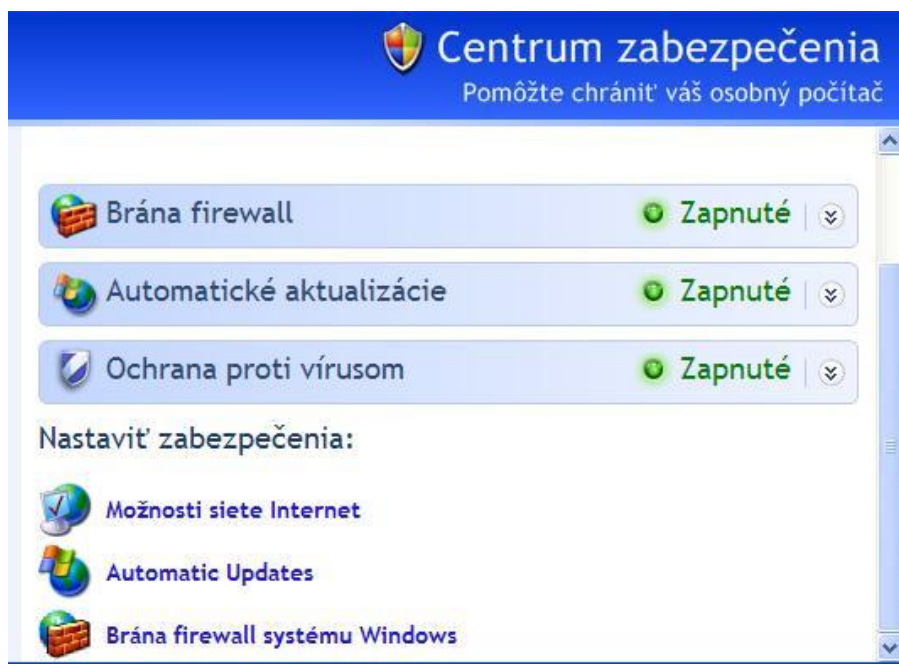 Centrum zabezpečenia
Pomôžte chrániť váš osobný počítač
Brána firewall Zapnuté
Automatické aktualizácie Zapnuté
Ochrana proti vírusom Zapnuté
Nastaviť zabezpečenia:
Možnosti siete Internet
Automatic Updates
Brána firewall systému Windows